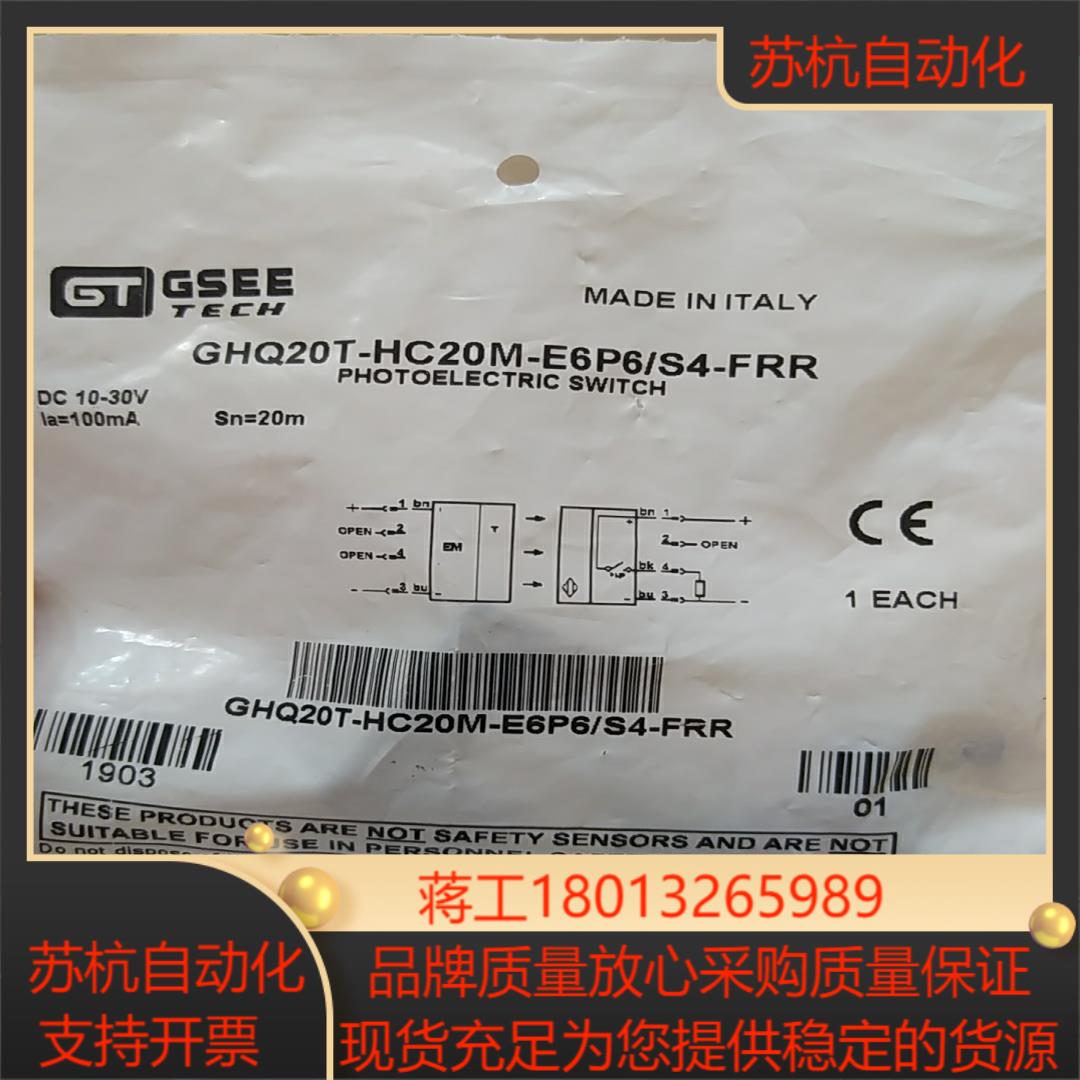 苏杭自动化
GT GSEE
TECH
MADE IN ITALY
GHQ20T-HC20M-E6P6/S4-FRR
PHOTOELECTRIC SWITCH
DC 10-30V
Ia=100mA
Sn=20m
+ 1 bn
OPEN 2
OPEN 4
- 3 bu
EM
T
bn 1 +
2 OPEN
bk 4
bu 3 -
CE
1 EACH
GHQ20T-HC20M-E6P6/S4-FRR
1903
01
THESE PRODUCTS ARE NOT SAFETY SENSORS AND ARE NOT
SUITABLE FOR USE IN PERSONNEL
Do not dispose
蒋工18013265989
苏杭自动化
支持开票
品牌质量放心采购质量保证
现货充足为您提供稳定的货源